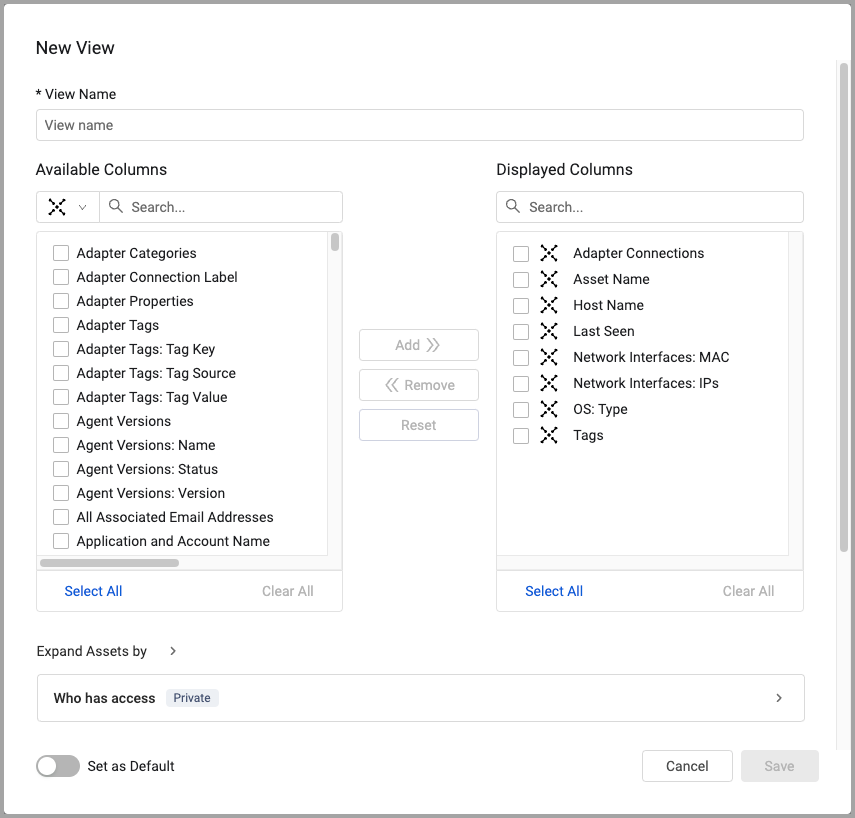 New View
* View Name
View name
Available Columns
Search...
Adapter Categories
Adapter Connection Label
Adapter Properties
Adapter Tags
Adapter Tags: Tag Key
Adapter Tags: Tag Source
Adapter Tags: Tag Value
Agent Versions
Agent Versions: Name
Agent Versions: Status
Agent Versions: Version
All Associated Email Addresses
Application and Account Name
Select All
Clear All
Add
Remove
Reset
Displayed Columns
Search...
Adapter Connections
Asset Name
Host Name
Last Seen
Network Interfaces: MAC
Network Interfaces: IPs
OS: Type
Tags
Select All
Clear All
Expand Assets by
Who has access Private
Set as Default
Cancel
Save